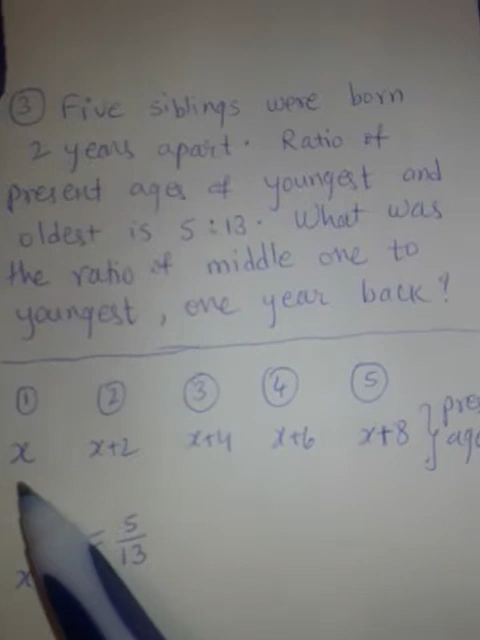 ③ Five siblings were born
2 years apart. Ratio of
present ages of youngest and
oldest is 5:13. What was
the ratio of middle one to
youngest, one year back?
① ② ③ ④ ⑤
x x+2 x+4 x+6 x+8 }
= 5/13
x